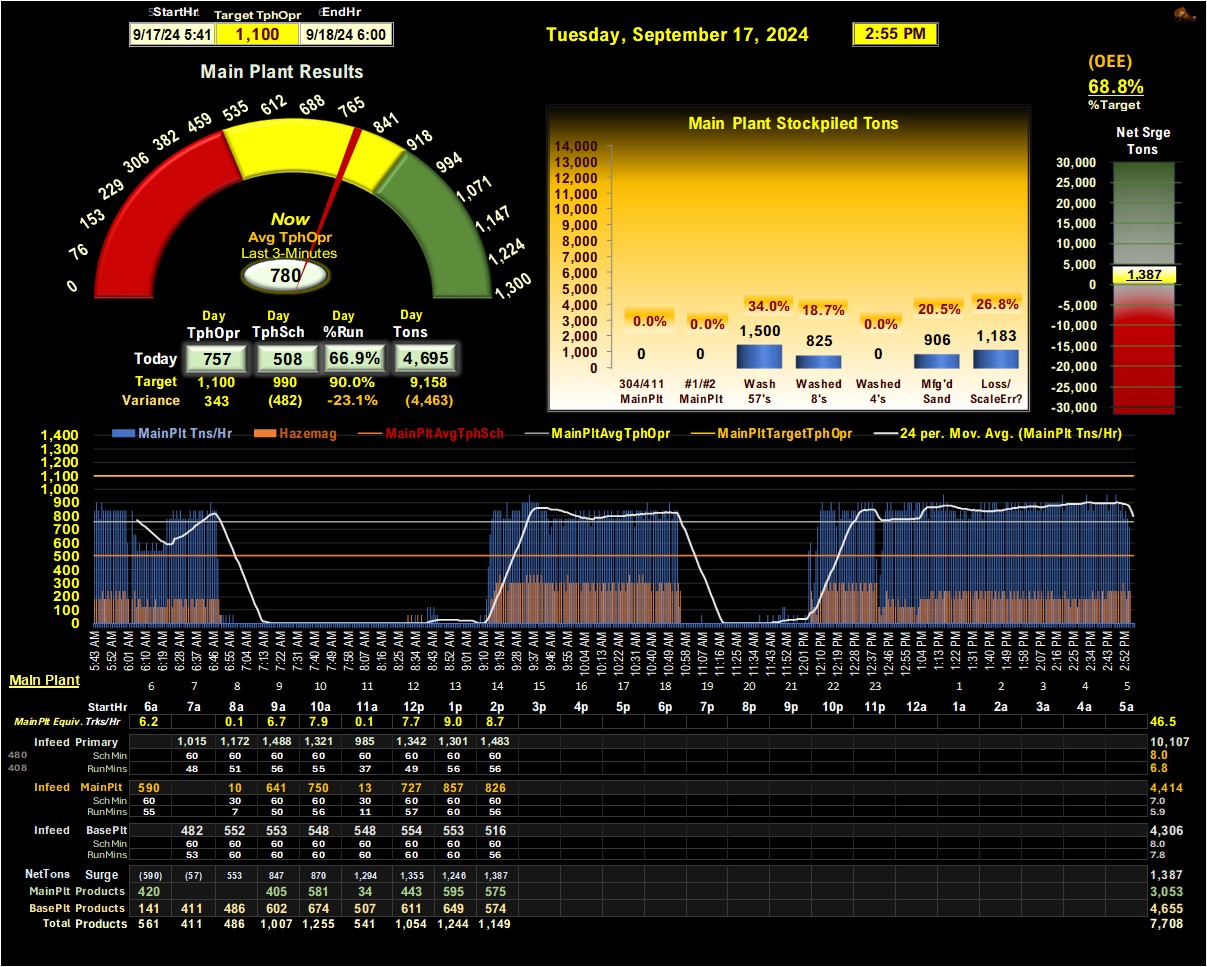 StartHr Target TphOpr EndHr
9/17/24 5:41 1,100 9/18/24 6:00
Tuesday, September 17, 2024 2:55 PM
(OEE)
68.8%
%Target
Main Plant Results
0 76 153 229 306 382 459 535 612 688 765 841 918 994 1,071 1,147 1,224 1,300
Now
Avg TphOpr
Last 3-Minutes
780
Day Day Day Day
TphOpr TphSch %Run Tons
Today 757 508 66.9% 4,695
Target 1,100 990 90.0% 9,158
Variance 343 (482) -23.1% (4,463)
Main Plant Stockpiled Tons
14,000
13,000
12,000
11,000
10,000
9,000
8,000
7,000
6,000
5,000
4,000
3,000
2,000
1,000
0
0.0% 0.0% 34.0% 18.7% 0.0% 20.5% 26.8%
0 0 1,500 825 0 906 1,183
304/411 #1/#2 Wash Washed Washed Mfg'd Loss/
MainPlt MainPlt 57's 8's 4's Sand ScaleErr?
Net Srge
Tons
30,000
25,000
20,000
15,000
10,000
5,000
1,387
0
-5,000
-10,000
-15,000
-20,000
-25,000
-30,000
MainPlt Tns/Hr Hazemag MainPltAvgTphSch MainPltAvgTphOpr MainPltTargetTphOpr 24 per. Mov. Avg. (MainPlt Tns/Hr)
1,400
1,300
1,200
1,100
1,000
900
800
700
600
500
400
300
200
100
0
5:43 AM 5:52 AM 6:01 AM 6:10 AM 6:19 AM 6:28 AM 6:37 AM 6:46 AM 6:55 AM 7:04 AM 7:13 AM 7:22 AM 7:31 AM 7:40 AM 7:49 AM 7:58 AM 8:07 AM 8:16 AM 8:25 AM 8:34 AM 8:43 AM 8:52 AM 9:01 AM 9:10 AM 9:19 AM 9:28 AM 9:37 AM 9:46 AM 9:55 AM 10:04 AM 10:13 AM 10:22 AM 10:31 AM 10:40 AM 10:49 AM 10:58 AM 11:07 AM 11:16 AM 11:25 AM 11:34 AM 11:43 AM 11:52 AM 12:01 PM 12:10 PM 12:19 PM 12:28 PM 12:37 PM 12:46 PM 12:55 PM 1:04 PM 1:13 PM 1:22 PM 1:31 PM 1:40 PM 1:49 PM 1:58 PM 2:07 PM 2:16 PM 2:25 PM 2:34 PM 2:43 PM 2:52 PM
Main Plant 6 7 8 9 10 11 12 13 14 15 16 17 18 19 20 21 22 23 1 2 3 4 5
StartHr 6a 7a 8a 9a 10a 11a 12p 1p 2p 3p 4p 5p 6p 7p 8p 9p 10p 11p 12a 1a 2a 3a 4a 5a
MainPlt Equiv. Trks/Hr 6.2 0.1 6.7 7.9 0.1 7.7 9.0 8.7 46.5
Infeed Primary 1,015 1,172 1,488 1,321 985 1,342 1,301 1,483 10,107
480 Sch Min 60 60 60 60 60 60 60 60 8.0
408 RunMins 48 51 56 55 37 49 56 56 6.8
Infeed MainPlt 590 10 641 750 13 727 857 826 4,414
Sch Min 60 30 60 60 30 60 60 60 7.0
RunMins 55 7 50 56 11 57 60 56 5.9
Infeed BasePlt 482 552 553 548 548 554 553 516 4,306
Sch Min 60 60 60 60 60 60 60 60 8.0
RunMins 53 60 60 60 60 60 60 56 7.8
NetTons Surge (590) (57) 553 847 870 1,294 1,355 1,246 1,387 1,387
MainPlt Products 420 405 581 34 443 595 575 3,053
BasePlt Products 141 411 486 602 674 507 611 649 574 4,655
Total Products 561 411 486 1,007 1,255 541 1,054 1,244 1,149 7,708